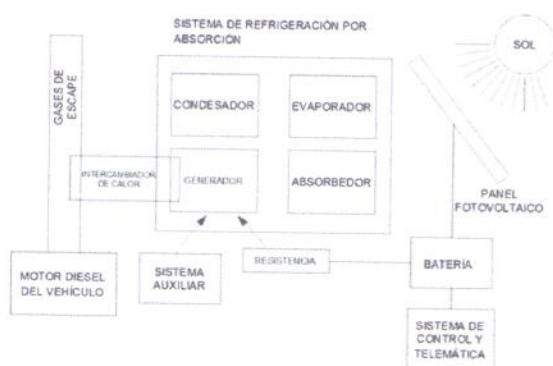 SISTEMA DE REFRIGERACIÓN POR
ABSORCIÓN
SOL
GASES DE
ESCAPE
CONDESADOR
EVAPORADOR
INTERCAMBIADOR
DE CALOR
GENERADOR
ABSORBEDOR
PANEL
FOTOVOLTAICO
MOTOR DIESEL
DEL VEHÍCULO
SISTEMA
AUXILIAR
RESISTENCIA
BATERÍA
SISTEMA DE
CONTROL Y
TELEMÁTICA